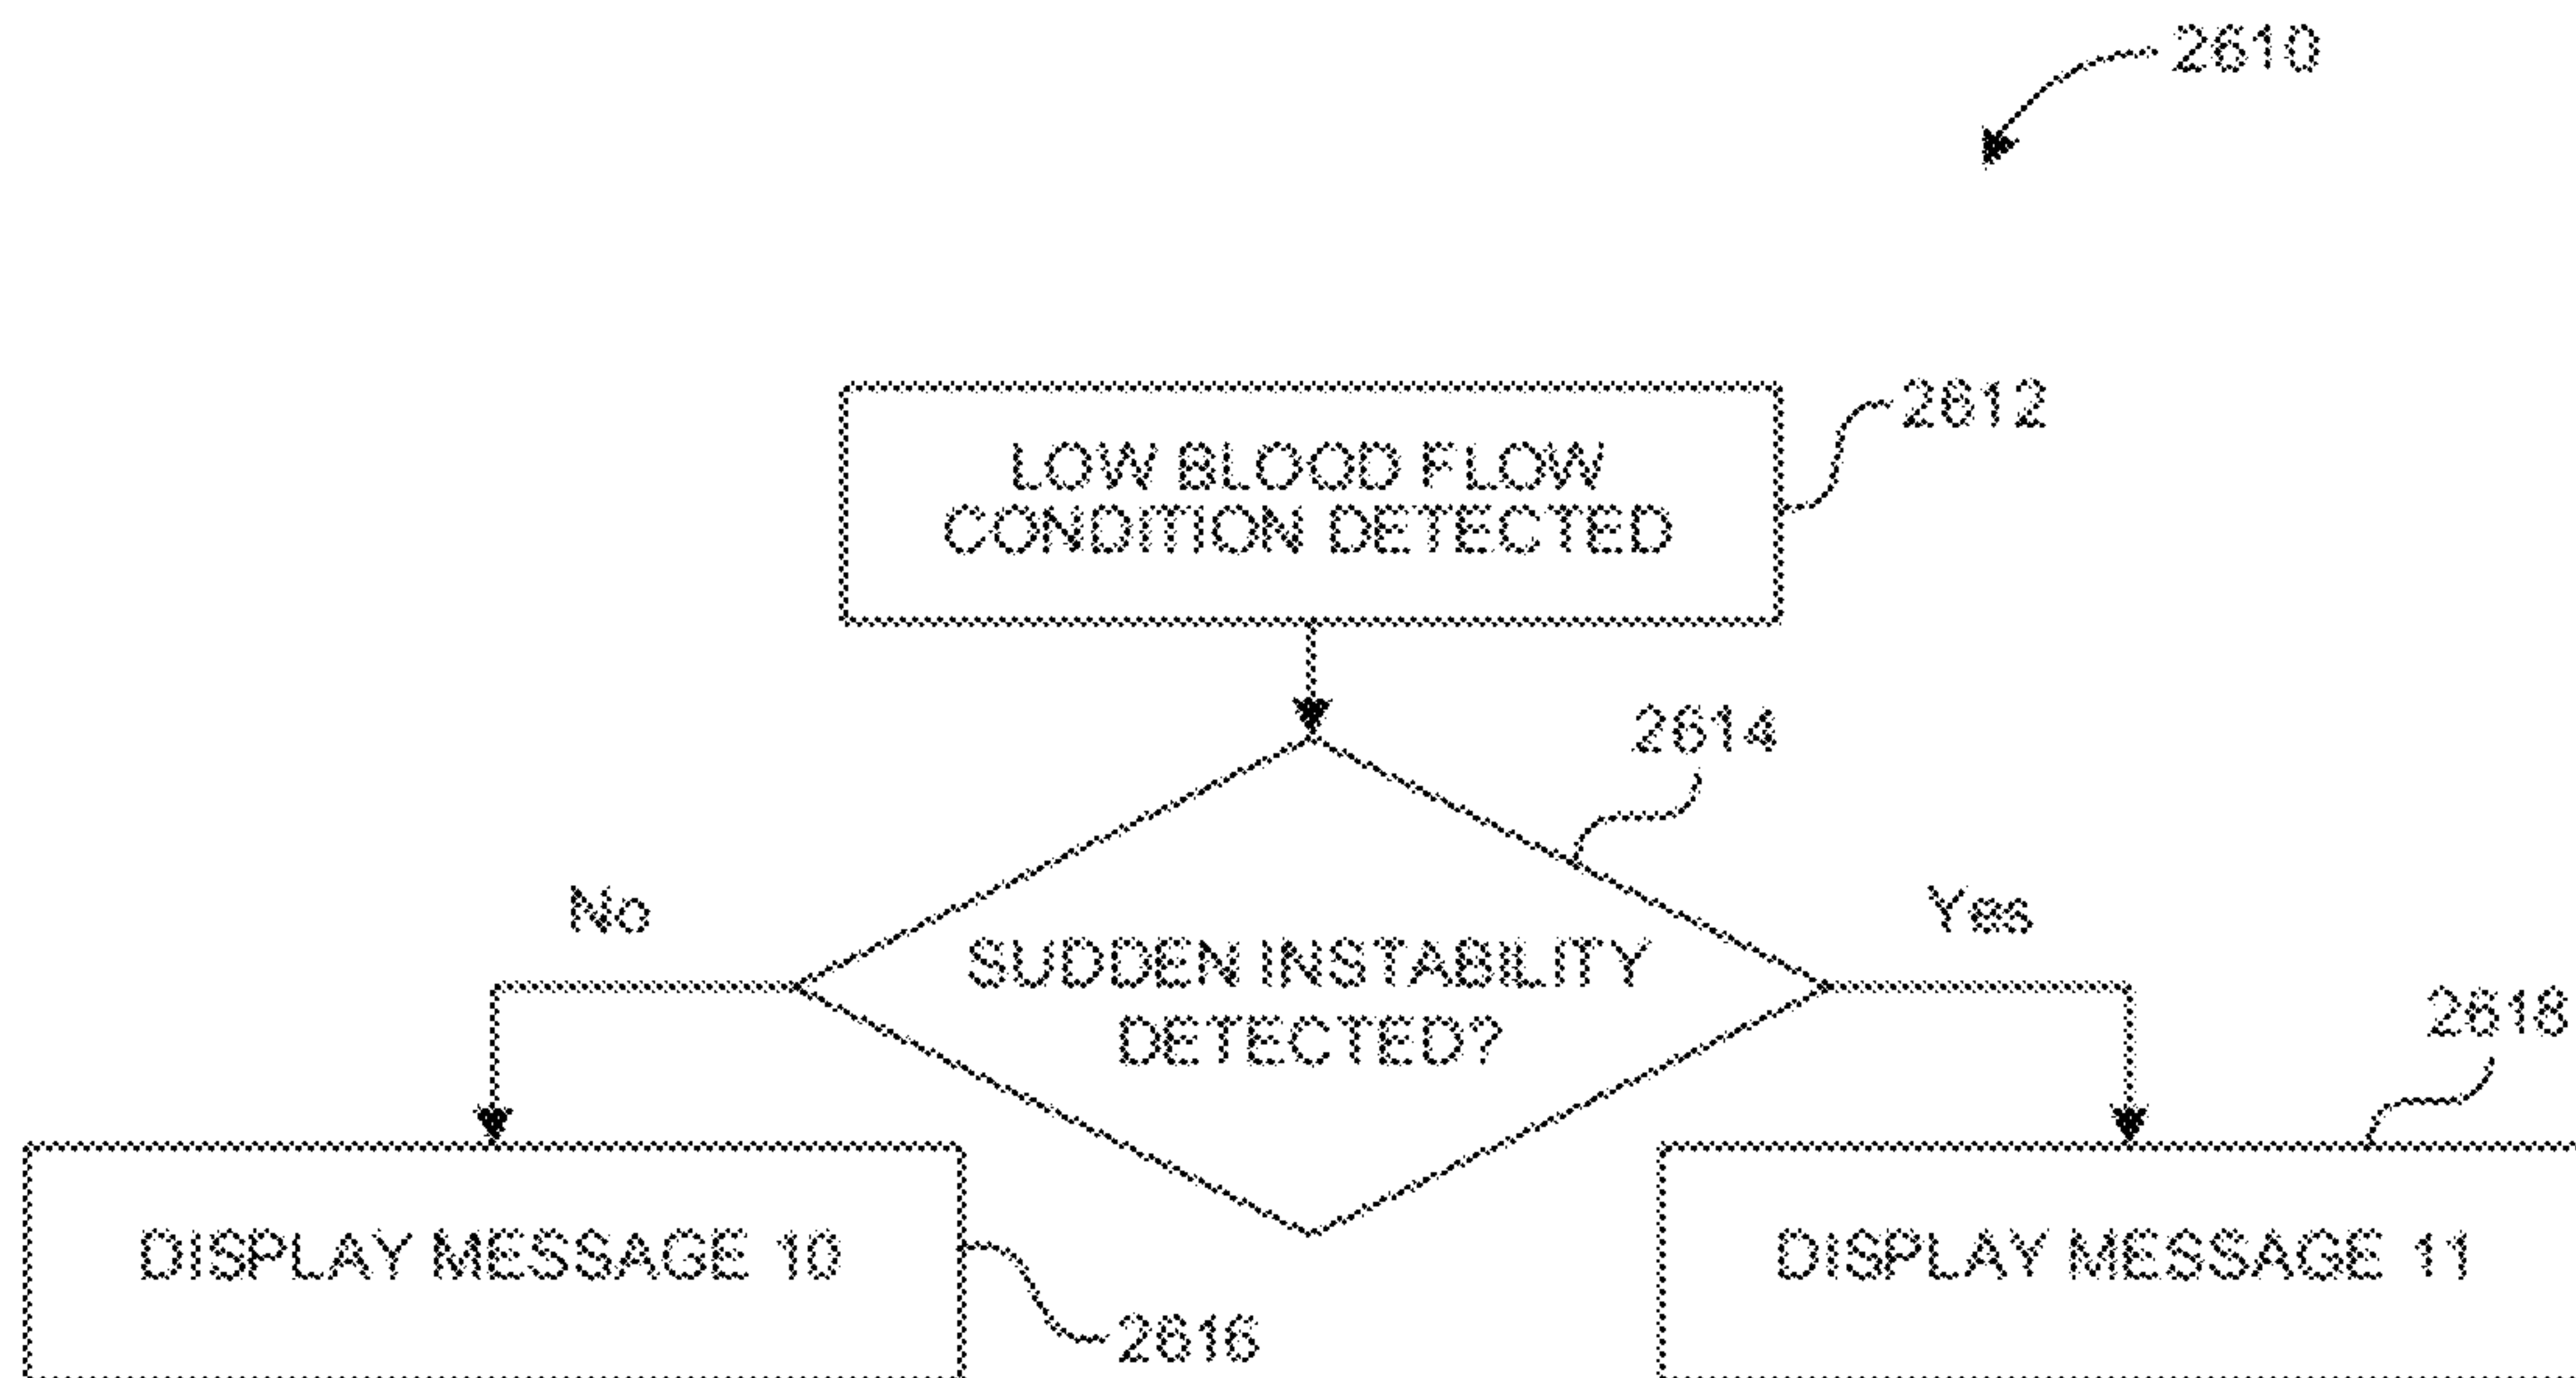 2610
2612
LOW BLOOD FLOW
CONDITION DETECTED
2614
No
Yes
SUDDEN INSTABILITY
DETECTED?
2618
DISPLAY MESSAGE 10
DISPLAY MESSAGE 11
2616